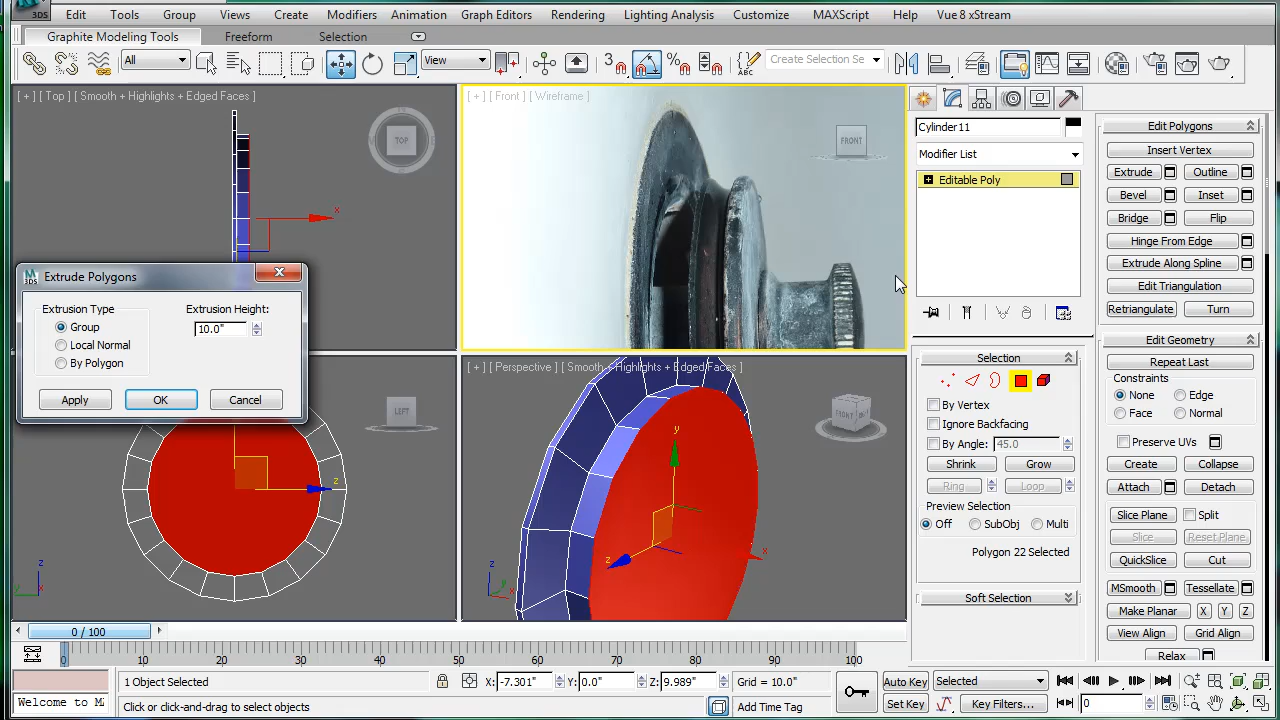 3DS Edit Tools Group Views Create Modifiers Animation Graph Editors Rendering Lighting Analysis Customize MAXScript Help Vue 8 xStream
Graphite Modeling Tools Freeform Selection
All View 3 % ABC Create Selection Se
[ + ] [ Top ] [ Smooth + Highlights + Edged Faces ]
TOP
x
[ + ] [ Front ] [ Wireframe ]
FRONT
Cylinder11
Modifier List
Editable Poly
Edit Polygons
Insert Vertex
Extrude Outline
Bevel Inset
Bridge Flip
Hinge From Edge
Extrude Along Spline
Edit Triangulation
Retriangulate Turn
3DS Extrude Polygons
Extrusion Type Extrusion Height:
Group 10.0"
Local Normal
By Polygon
Apply OK Cancel
LEFT
z
z
y x
[ + ] [ Perspective ] [ Smooth + Highlights + Edged Faces ]
FRONT
y
z x
z
y
x
Selection
By Vertex
Ignore Backfacing
By Angle: 45.0
Shrink Grow
Ring Loop
Preview Selection
Off SubObj Multi
Polygon 22 Selected
Soft Selection
Edit Geometry
Repeat Last
Constraints
None Edge
Face Normal
Preserve UVs
Create Collapse
Attach Detach
Slice Plane Split
Slice Reset Plane
QuickSlice Cut
MSmooth Tessellate
Make Planar X Y Z
View Align Grid Align
Relax
0 / 100
0 10 20 30 40 50 60 70 80 90 100
1 Object Selected X: -7.301" Y: 0.0" Z: 9.989" Grid = 10.0" Auto Key Selected
Welcome to M Click or click-and-drag to select objects Add Time Tag Set Key Key Filters... 0